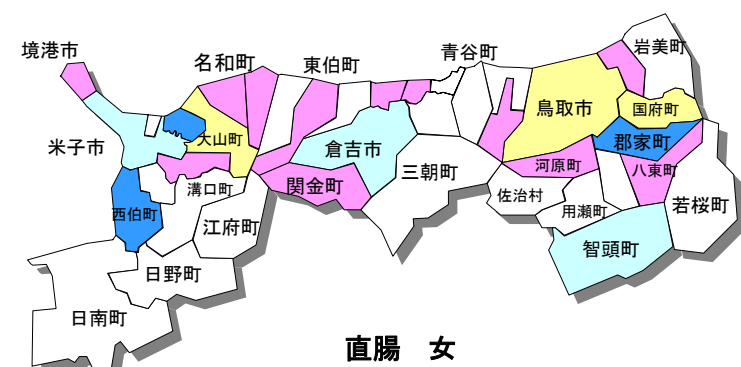 境港市
名和町
東伯町
青谷町
岩美町
米子市
大山町
倉吉市
鳥取市
国府町
郡家町
西伯町
溝口町
関金町
三朝町
河原町
八東町
江府町
佐治村
用瀬町
若桜町
日野町
智頭町
日南町
直腸 女